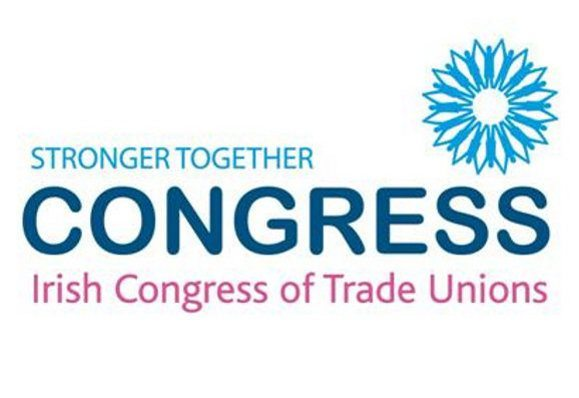 STRONGER TOGETHER
CONGRESS
Irish Congress of Trade Unions